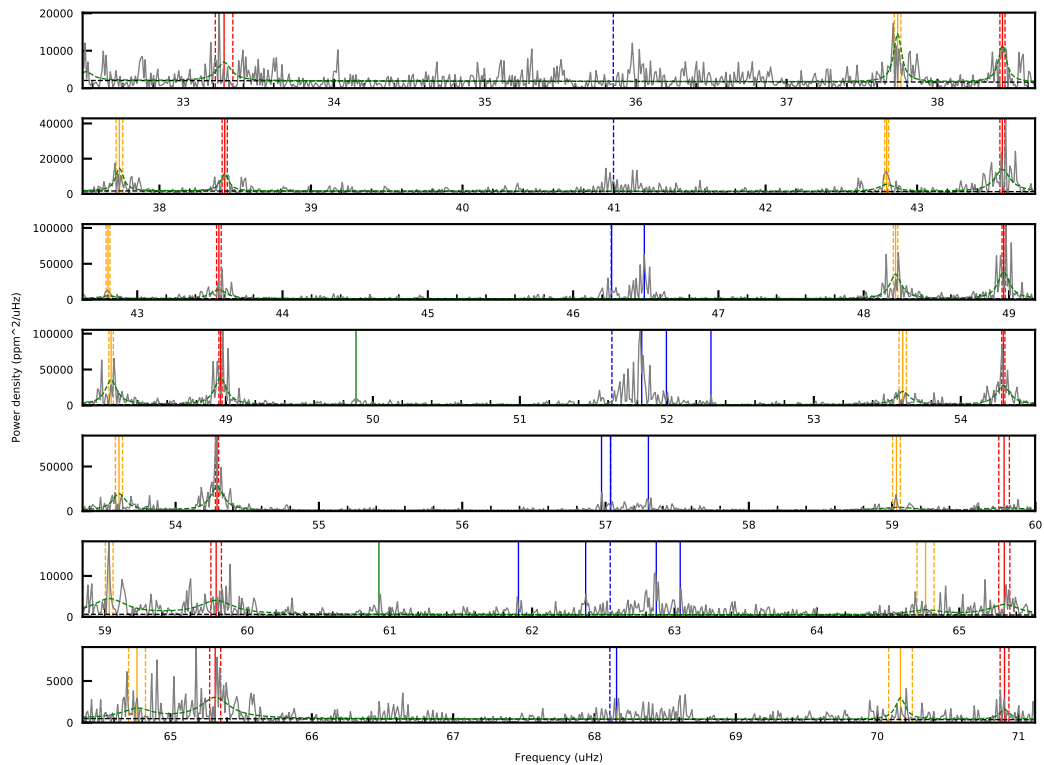 20000
10000
0
33 34 35 36 37 38
40000
20000
0
38 39 40 41 42 43
100000
50000
0
43 44 45 46 47 48 49
100000
50000
0
49 50 51 52 53 54
50000
0
54 55 56 57 58 59 60
10000
0
59 60 61 62 63 64 65
5000
0
65 66 67 68 69 70 71
Power density (ppm^2/uHz)
Frequency (uHz)